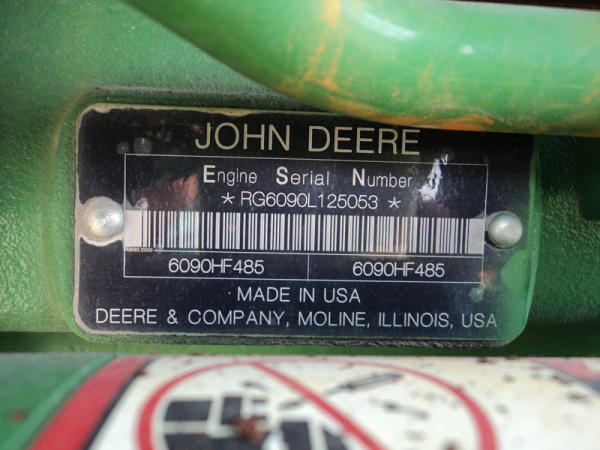 JOHN DEERE
Engine Serial Number
* RG6090L125053 *
6090HF485 6090HF485
MADE IN USA
DEERE & COMPANY, MOLINE, ILLINOIS, USA